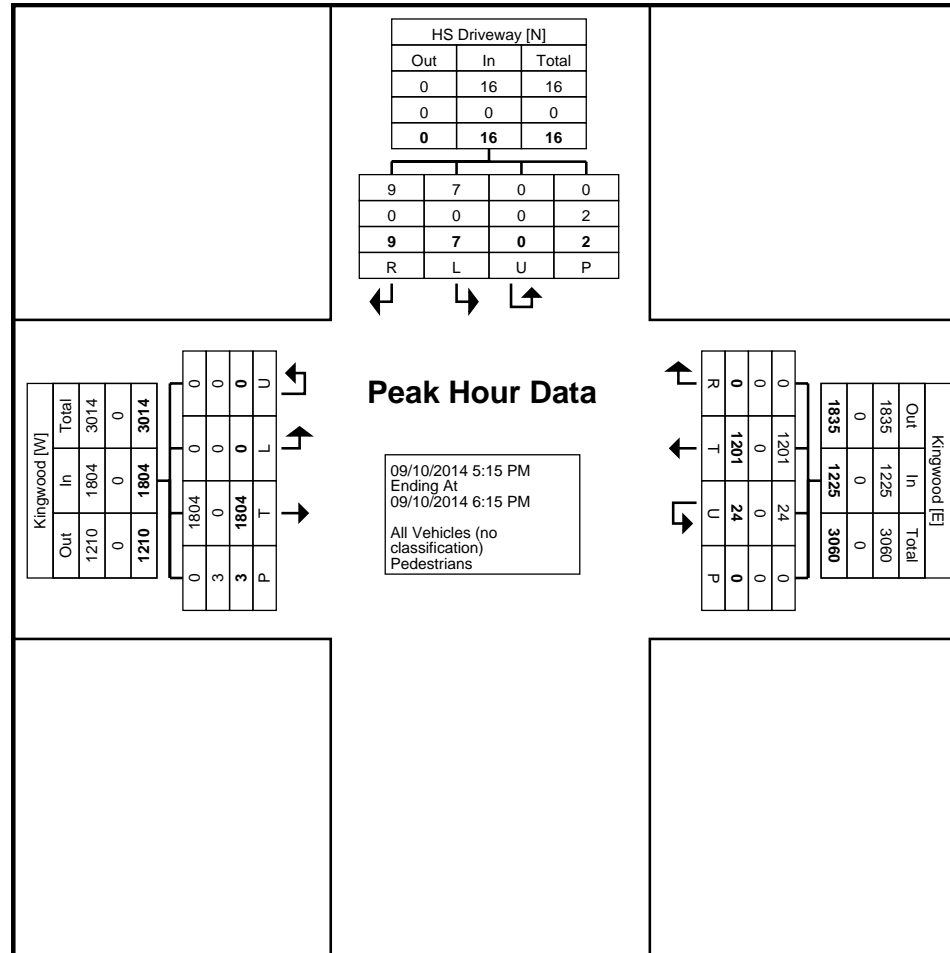 HS Driveway [N]
Out In Total
0 16 16
0 0 0
0 16 16
9 7 0 0
0 0 0 2
9 7 0 2
R L U P
Peak Hour Data
09/10/2014 5:15 PM
Ending At
09/10/2014 6:15 PM
All Vehicles (no
classification)
Pedestrians
Kingwood [W]
Out In Total
1210 1804 3014
0 0 0
1210 1804 3014
0 1804 0 0
3 0 0 0
3 1804 0 0
P T L U
Kingwood [E]
Out In Total
1835 1225 3060
0 0 0
1835 1225 3060
0 1201 24 0
0 0 0 0
0 1201 24 0
R T U P